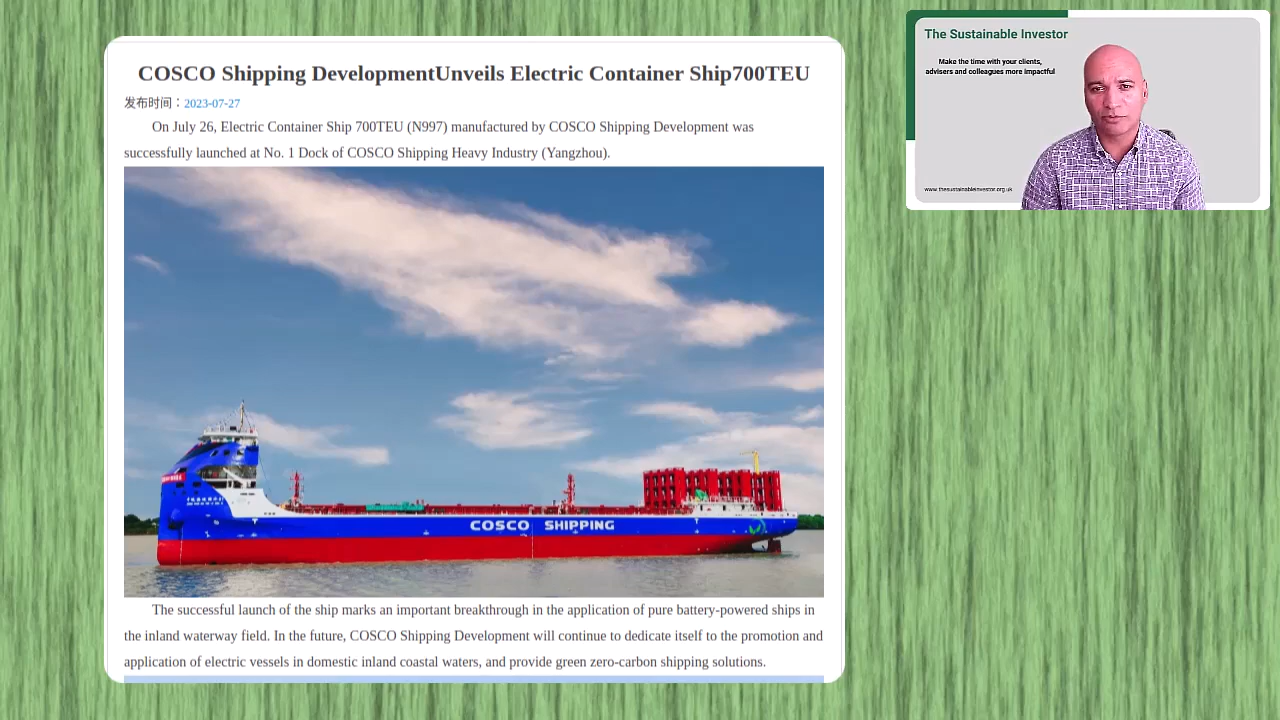 COSCO Shipping DevelopmentUnveils Electric Container Ship700TEU
发布时间：2023-07-27
On July 26, Electric Container Ship 700TEU (N997) manufactured by COSCO Shipping Development was
successfully launched at No. 1 Dock of COSCO Shipping Heavy Industry (Yangzhou).
COSCO SHIPPING
The successful launch of the ship marks an important breakthrough in the application of pure battery-powered ships in
the inland waterway field. In the future, COSCO Shipping Development will continue to dedicate itself to the promotion and
application of electric vessels in domestic inland coastal waters, and provide green zero-carbon shipping solutions.
The Sustainable Investor
Make the time with your clients,
advisers and colleagues more impactful
www.thesustainableinvestor.org.uk